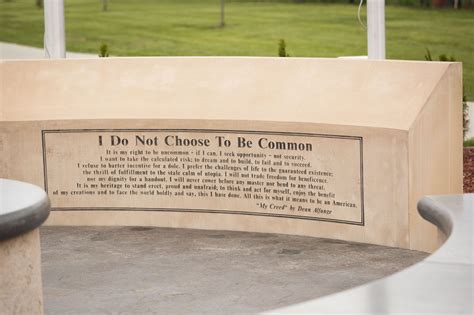 I Do Not Choose To Be Common
It is my right to be uncommon - if I can. I seek opportunity - not security.
I want to take the calculated risk; to dream and to build, to fail and to succeed.
I refuse to barter incentive for a dole. I prefer the challenges of life to the guaranteed existence;
the thrill of fulfillment to the stale calm of utopia. I will not trade freedom for beneficence
nor my dignity for a handout. I will never cower before any master nor bend to any threat.
It is my heritage to stand erect, proud and unafraid; to think and act for myself, enjoy the benefit
of my creations and to face the world boldly and say, this I have done. All this is what it means to be an American.
"My Creed" by Dean Alfange